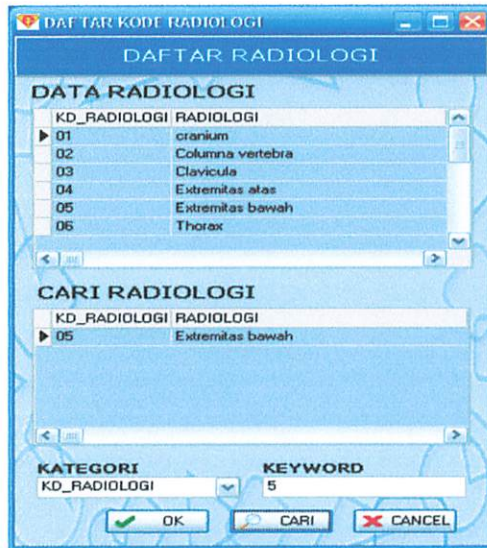 DAFTAR KODE RADIOLOGI
DAFTAR RADIOLOGI
DATA RADIOLOGI
KD_RADIOLOGI RADIOLOGI
01 cranium
02 Columna vertebra
03 Clavicula
04 Extremitas atas
05 Extremitas bawah
06 Thorax
CARI RADIOLOGI
KD_RADIOLOGI RADIOLOGI
05 Extremitas bawah
KATEGORI KEYWORD
KD_RADIOLOGI 5
OK CARI CANCEL